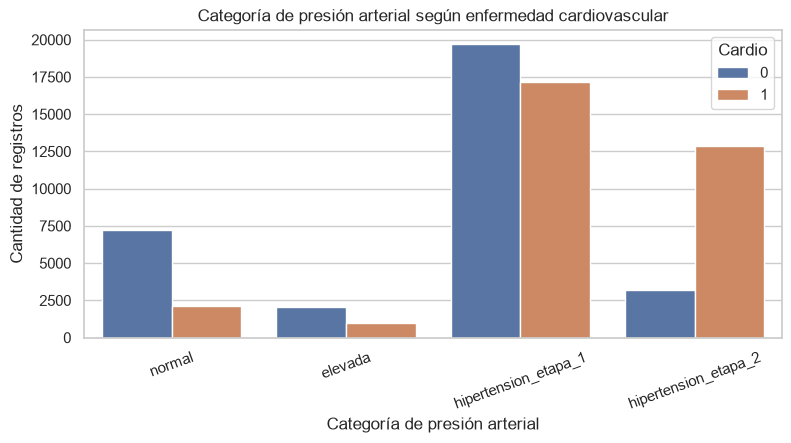 Categoría de presión arterial según enfermedad cardiovascular
Cantidad de registros
20000
17500
15000
12500
10000
7500
5000
2500
0
Cardio
0
1
normal
elevada
hipertension_etapa_1
hipertension_etapa_2
Categoría de presión arterial